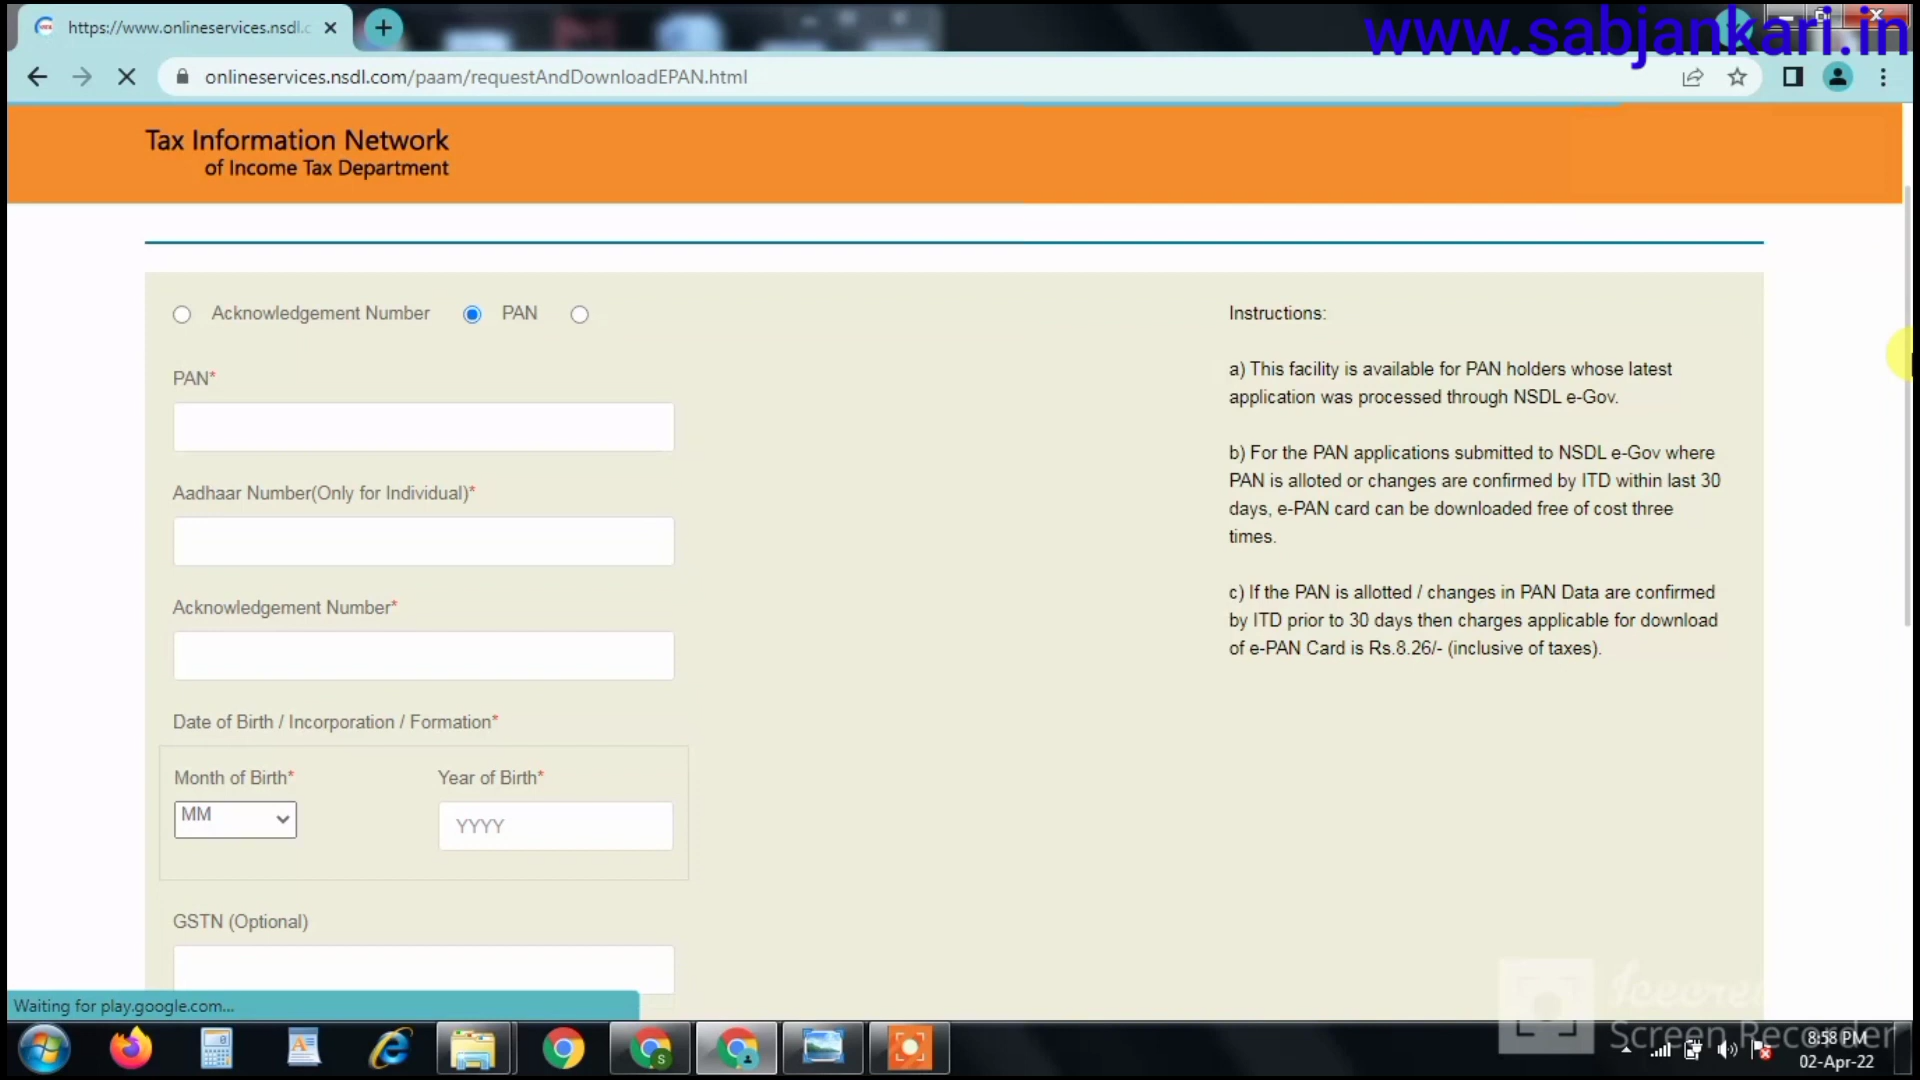 https://www.onlineservices.nsdl.c
www.sabjankari.in
onlineservices.nsdl.com/paam/requestAndDownloadEPAN.html
Tax Information Network
of Income Tax Department
Acknowledgement Number PAN
PAN*
Aadhaar Number(Only for Individual)*
Acknowledgement Number*
Date of Birth / Incorporation / Formation*
Month of Birth* Year of Birth*
MM YYYY
GSTN (Optional)
Instructions:
a) This facility is available for PAN holders whose latest
application was processed through NSDL e-Gov.
b) For the PAN applications submitted to NSDL e-Gov where
PAN is alloted or changes are confirmed by ITD within last 30
days, e-PAN card can be downloaded free of cost three
times.
c) If the PAN is allotted / changes in PAN Data are confirmed
by ITD prior to 30 days then charges applicable for download
of e-PAN Card is Rs.8.26/- (inclusive of taxes).
Waiting for play.google.com...
Screen Recorder
8:58 PM
02-Apr-22